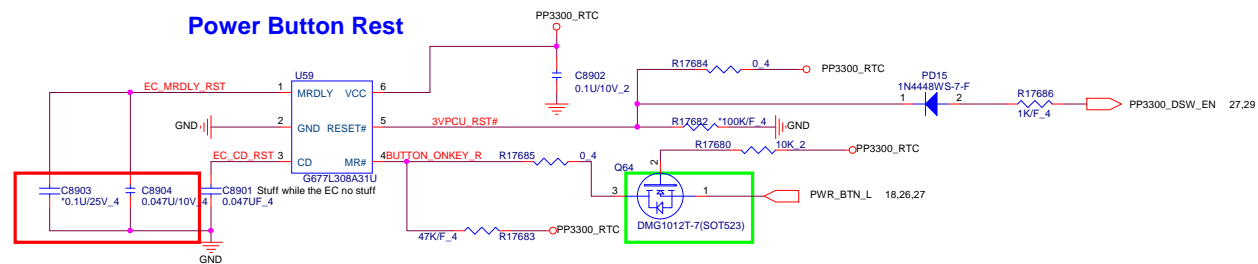 Power Button Rest
PP3300_RTC
U59
EC_MRDLY_RST 1 MRDLY VCC 6
C8902
0.1U/10V_2
R17684 0_4 PP3300_RTC
PD15
1N4448WS-7-F
1 2 R17686
1K/F_4
PP3300_DSW_EN 27,29
GND 2 GND RESET# 5 3VPCU_RST#
R17682 *100K/F_4 GND
EC_CD_RST 3 CD MR# 4 BUTTON_ONKEY_R R17685 0_4
G677L308A31U
R17680 10K_2 PP3300_RTC
Q64 2
3 1 PWR_BTN_L 18,26,27
DMG1012T-7(SOT523)
C8903
*0.1U/25V_4
C8904
0.047U/10V_4
C8901 Stuff while the EC no stuff
0.047UF_4
47K/F_4 R17683 PP3300_RTC
GND